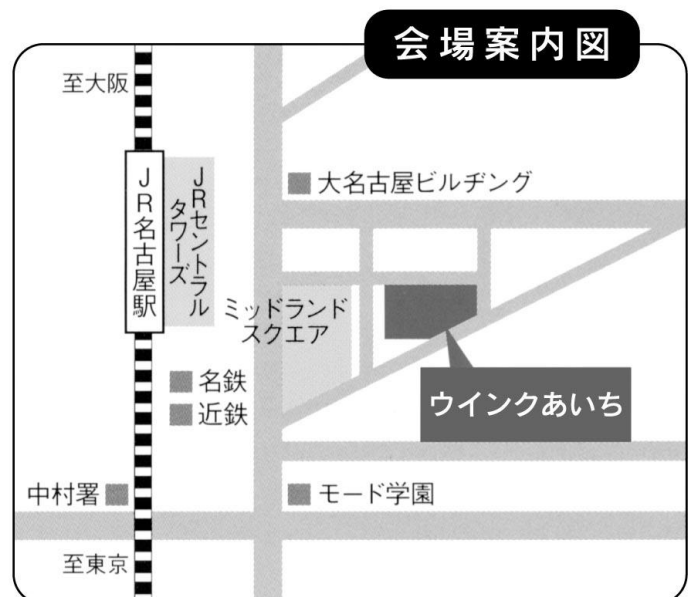 会場案内図
至大阪
JR名古屋駅
JRセントラル
タワーズ
大名古屋ビルヂング
ミッドランド
スクエア
名鉄
近鉄
ウインクあいち
中村署
モード学園
至東京